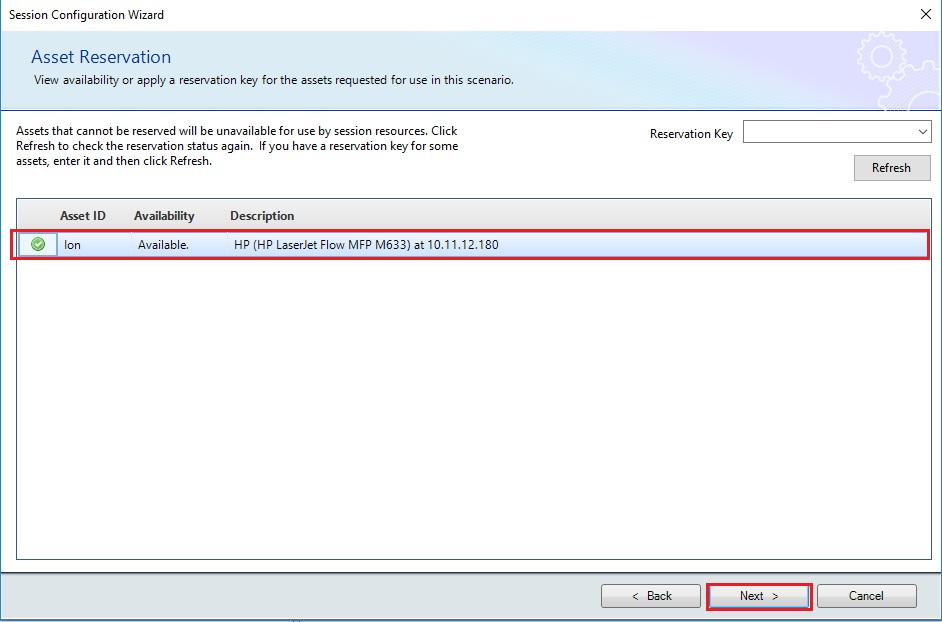 Session Configuration Wizard
Asset Reservation
View availability or apply a reservation key for the assets requested for use in this scenario.
Assets that cannot be reserved will be unavailable for use by session resources. Click
Refresh to check the reservation status again. If you have a reservation key for some
assets, enter it and then click Refresh.
Reservation Key
Refresh
Asset ID Availability Description
Ion Available. HP (HP LaserJet Flow MFP M633) at 10.11.12.180
< Back Next > Cancel